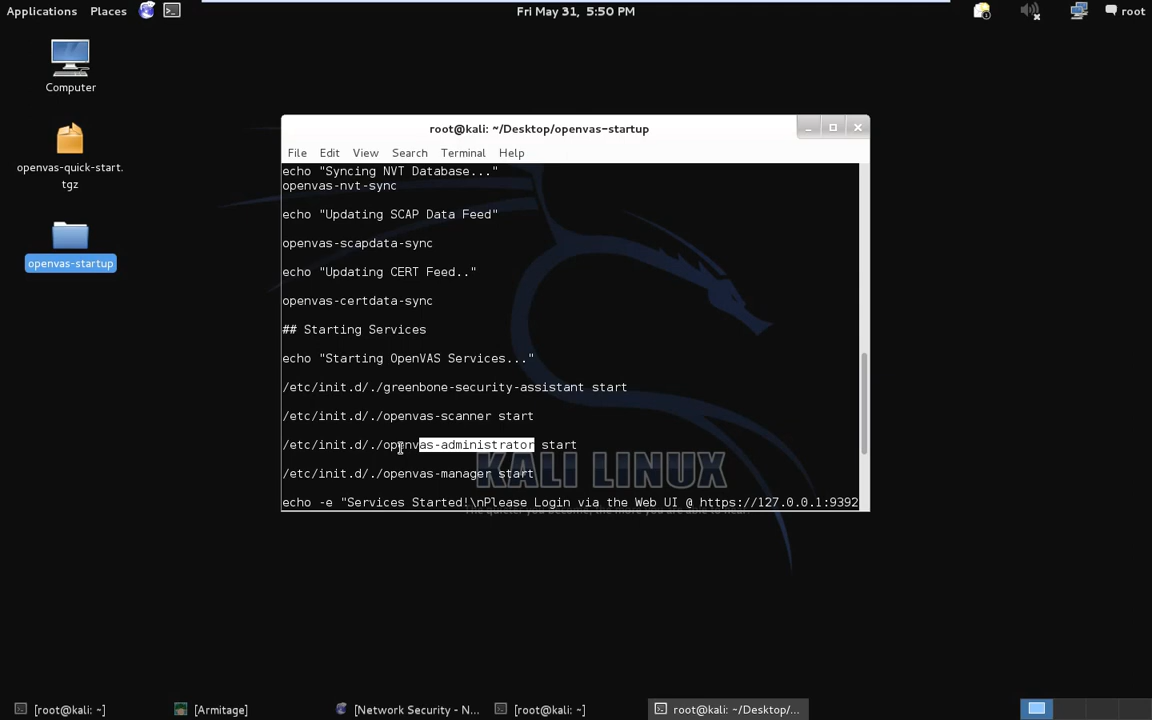 Applications Places Fri May 31, 5:50 PM root
Computer
openvas-quick-start.
tgz
openvas-startup
root@kali: ~/Desktop/openvas-startup
File Edit View Search Terminal Help
echo "Syncing NVT Database..."
openvas-nvt-sync
echo "Updating SCAP Data Feed"
openvas-scapdata-sync
echo "Updating CERT Feed.."
openvas-certdata-sync
## Starting Services
echo "Starting OpenVAS Services..."
/etc/init.d/./greenbone-security-assistant start
/etc/init.d/./openvas-scanner start
/etc/init.d/./openvas-administrator start
/etc/init.d/./openvas-manager start
echo -e "Services Started!\nPlease Login via the Web UI @ https://127.0.0.1:9392
KALI LINUX
[root@kali: ~] [Armitage] [Network Security - N... [root@kali: ~] root@kali: ~/Desktop/...